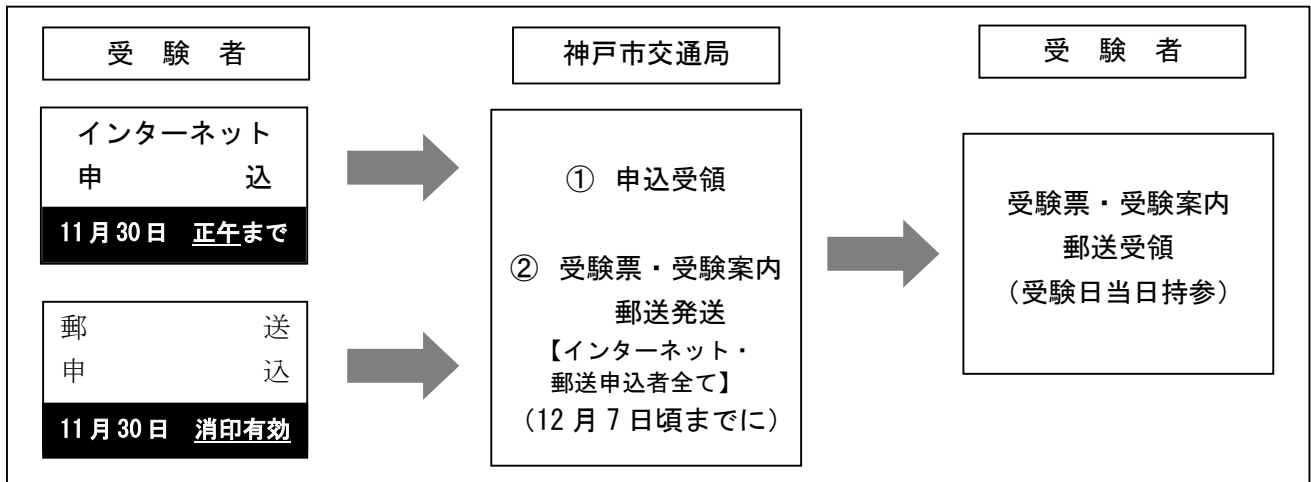 受験者
インターネット
申込
11月30日 正午まで
郵送
申込
11月30日 消印有効
神戸市交通局
① 申込受領
② 受験票・受験案内
郵送発送
【インターネット・
郵送申込者全て】
（12月7日頃までに）
受験者
受験票・受験案内
郵送受領
（受験日当日持参）